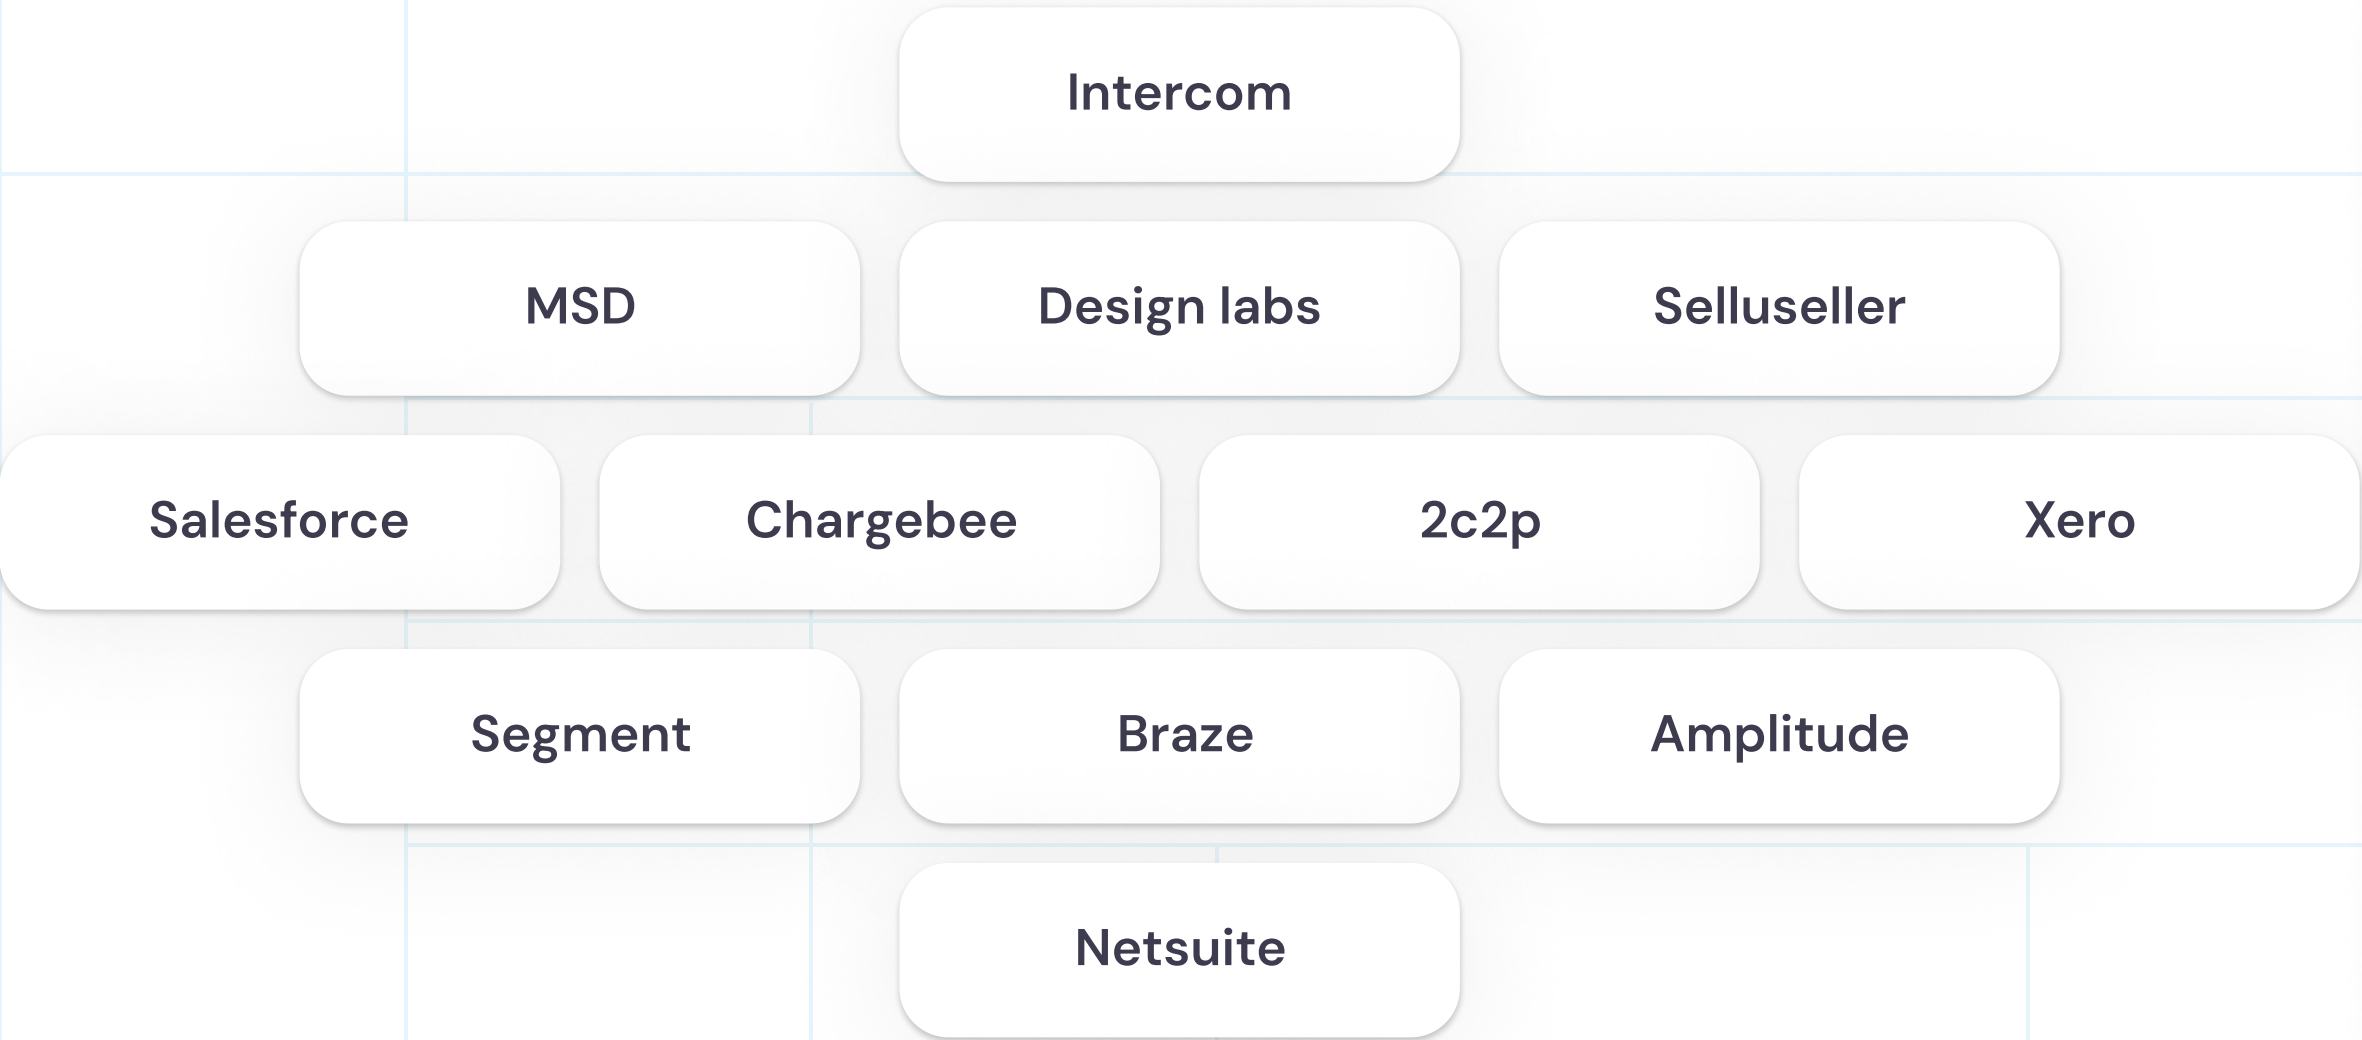 Intercom
MSD
Design labs
Selluseller
Salesforce
Chargebee
2c2p
Xero
Segment
Braze
Amplitude
Netsuite